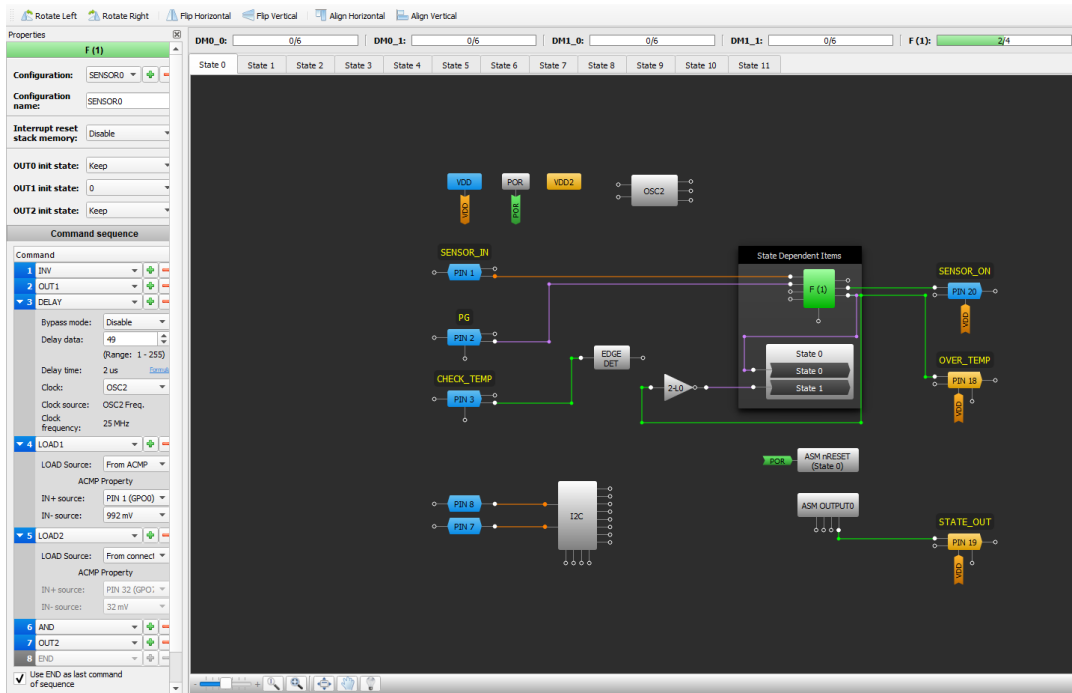 Rotate Left Rotate Right Flip Horizontal Flip Vertical Align Horizontal Align Vertical
Properties
F (1)
Configuration: SENSOR0
Configuration name: SENSOR0
Interrupt reset stack memory: Disable
OUT0 init state: Keep
OUT1 init state: 0
OUT2 init state: Keep
Command sequence
Command
1 INV
2 OUT1
3 DELAY
Bypass mode: Disable
Delay data: 49
(Range: 1 - 255)
Delay time: 2 us Formula
Clock: OSC2
Clock source: OSC2 Freq.
Clock frequency: 25 MHz
4 LOAD1
LOAD Source: From ACMP
ACMP Property
IN+ source: PIN 1 (GPO0)
IN- source: 992 mV
5 LOAD2
LOAD Source: From connect
ACMP Property
IN+ source: PIN 32 (GPO:
IN- source: 32 mV
6 AND
7 OUT2
8 END
Use END as last command of sequence
DM0_0: 0/6 DM0_1: 0/6 DM1_0: 0/6 DM1_1: 0/6 F (1): 2/4
State 0 State 1 State 2 State 3 State 4 State 5 State 6 State 7 State 8 State 9 State 10 State 11
VDD POR VDD2 OSC2
VDD POR
SENSOR_IN
PIN 1
PG
PIN 2
CHECK_TEMP
PIN 3
EDGE DET
2-L0
State Dependent Items
F (1)
State 0
State 0
State 1
SENSOR_ON
PIN 20
VDD
OVER_TEMP
PIN 18
VDD
POR
ASM nRESET
(State 0)
PIN 8
PIN 7
I2C
ASM OUTPUT0
STATE_OUT
PIN 19
VDD